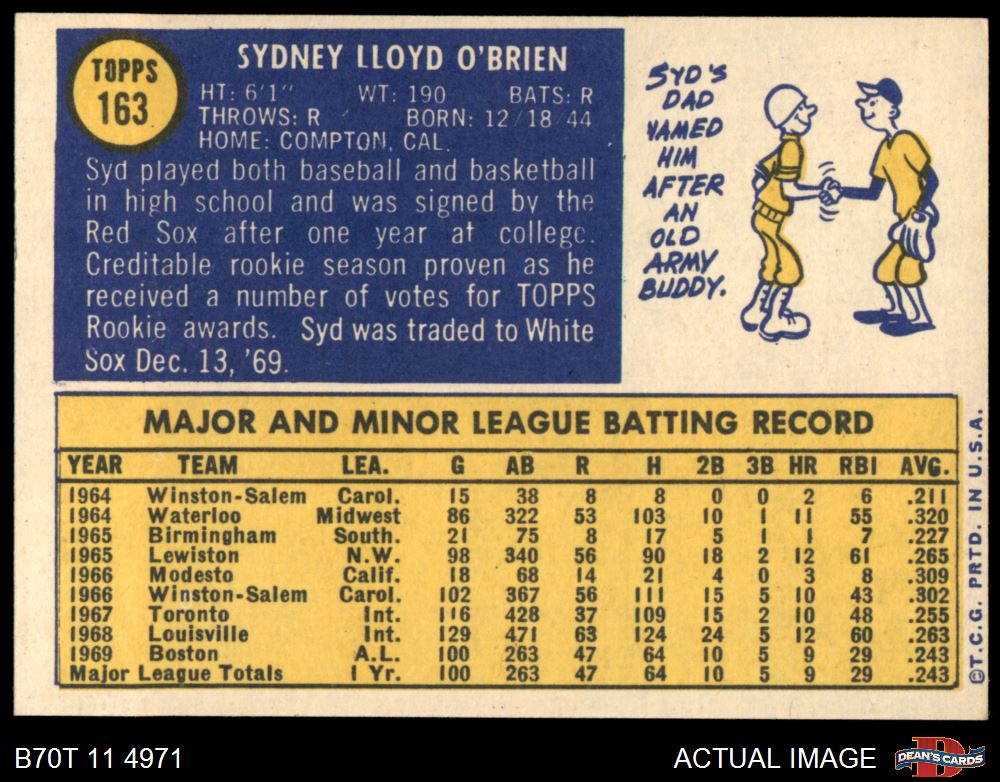 TOPPS
163
SYDNEY LLOYD O'BRIEN
HT: 6'1" WT: 190 BATS: R
THROWS: R BORN: 12/18/44
HOME: COMPTON, CAL.
Syd played both baseball and basketball
in high school and was signed by the
Red Sox after one year at college.
Creditable rookie season proven as he
received a number of votes for TOPPS
Rookie awards. Syd was traded to White
Sox Dec. 13, '69.
SYD'S
DAD
NAMED
HIM
AFTER
AN
OLD
ARMY
BUDDY.
MAJOR AND MINOR LEAGUE BATTING RECORD
YEAR TEAM LEA. G AB R H 2B 3B HR RBI AVG.
1964 Winston-Salem Carol. 15 38 8 8 0 0 2 6 .211
1964 Waterloo Midwest 86 322 53 103 10 1 11 55 .320
1965 Birmingham South. 21 75 8 17 5 1 1 7 .227
1965 Lewiston N.W. 98 340 56 90 18 2 12 61 .265
1966 Modesto Calif. 18 68 14 21 4 0 3 8 .309
1966 Winston-Salem Carol. 102 367 56 111 15 5 10 43 .302
1967 Toronto Int. 116 428 37 109 15 2 10 48 .255
1968 Louisville Int. 129 471 63 124 24 5 12 60 .263
1969 Boston A.L. 100 263 47 64 10 5 9 29 .243
Major League Totals 1 Yr. 100 263 47 64 10 5 9 29 .243
©T.C.G. PRTD. IN U.S.A.
B70T 11 4971
ACTUAL IMAGE
D
DEAN'S CARDS